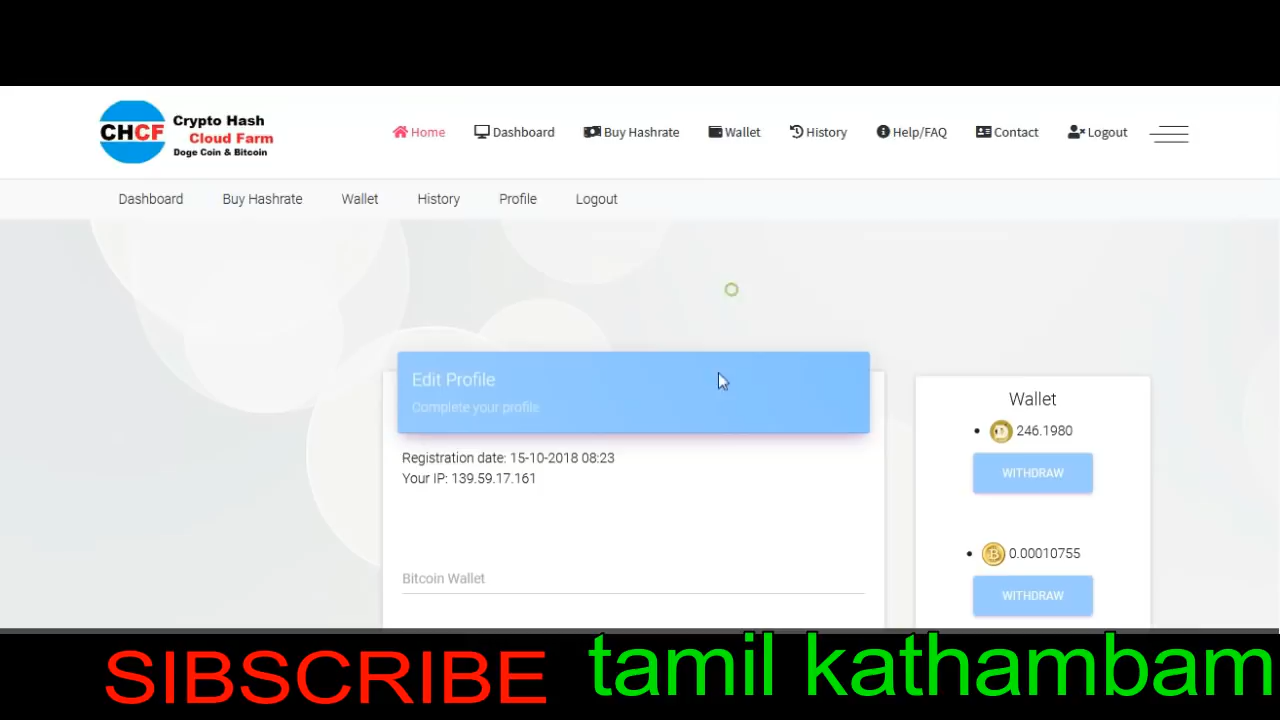 CHCF
Crypto Hash
Cloud Farm
Doge Coin & Bitcoin
Home Dashboard Buy Hashrate Wallet History Help/FAQ Contact Logout
Dashboard Buy Hashrate Wallet History Profile Logout
Edit Profile
Complete your profile
Registration date: 15-10-2018 08:23
Your IP: 139.59.17.161
Bitcoin Wallet
Wallet
246.1980
WITHDRAW
0.00010755
WITHDRAW
SIBSCRIBE tamil kathambam